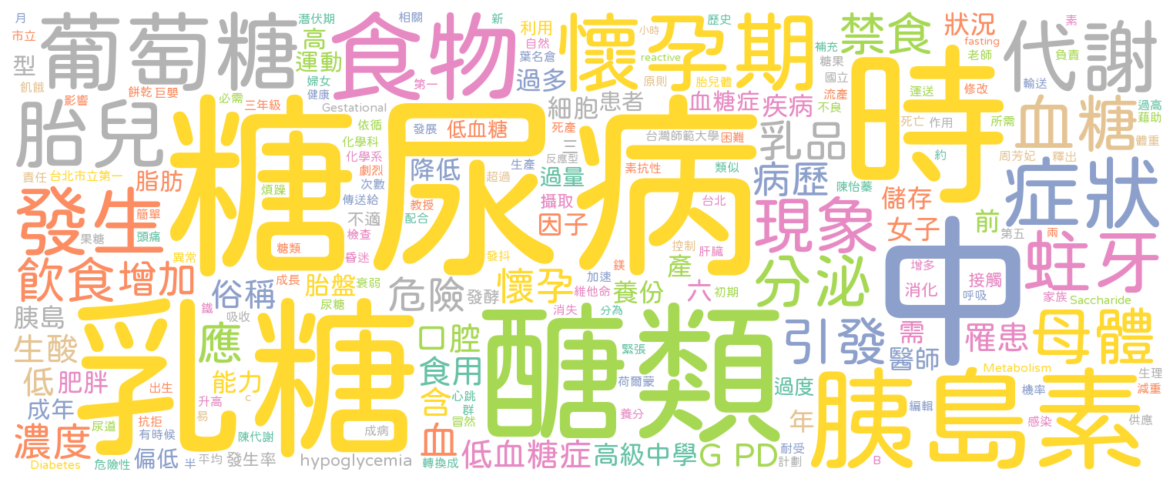 糖尿病
乳糖
醣類
胰島素
時
中
食物
懷孕期
葡萄糖
代謝
胎兒
發生
飲食
增加
現象
分泌
症狀
血糖
蛀牙
母體
引發
禁食
狀況
fasting
老師
素
負責
月
市立
潛伏期
相關
新
歷史
小時
補充
高
運動
利用
自然
葉名倉
reactive
糖果
型
飢餓
影響
餅乾
巨嬰
婦女
健康
第一
過多
原則
胎兒體
國立
運送
修改
輸送
過高
藉助
必需
三年級
Gestational
細胞
患者
血糖症
疾病
流產
不良
死亡
作用
所需
體重
依循
化學科
化學系
劇烈
發展
低血糖
死產
三
反應型
台灣師範大學
困難
乳品
約
周芳妃
釋出
責任
台北市立第一
脂肪
煩躁
次數
傳送給
降低
教授
配合
生產
超過
過量
素抗性
類似
病歷
陳怡蓁
儲存
女子
前
第五
兩
簡單
頭痛
果糖
糖類
不適
檢查
昏迷
攝取
因子
台北
控制
肝臟
發抖
異常
成長
胎盤
衰弱
尿糖
俗稱
吸收
鐵
危險
發酵
懷孕
加速
維他命
鎂
消失
分為
產
養份
六
初期
增多
消化
接觸
呼吸
家族
Saccharide
胰島
生酸
應
口腔
食用
緊張
需
罹患
醫師
Metabolism
生理
減重
低
肥胖
出生
能力
含
心跳
群
冒然
荷爾蒙
養分
過度
年
編輯
機率
感染
供應
成年
尿道
抗拒
有時候
升高
易
c
陳代謝
成病
血
濃度
Diabetes
危險性
偏低
半
平均
發生率
hypoglycemia
轉換成
低血糖症
高級中學
G PD
耐受
計劃
B